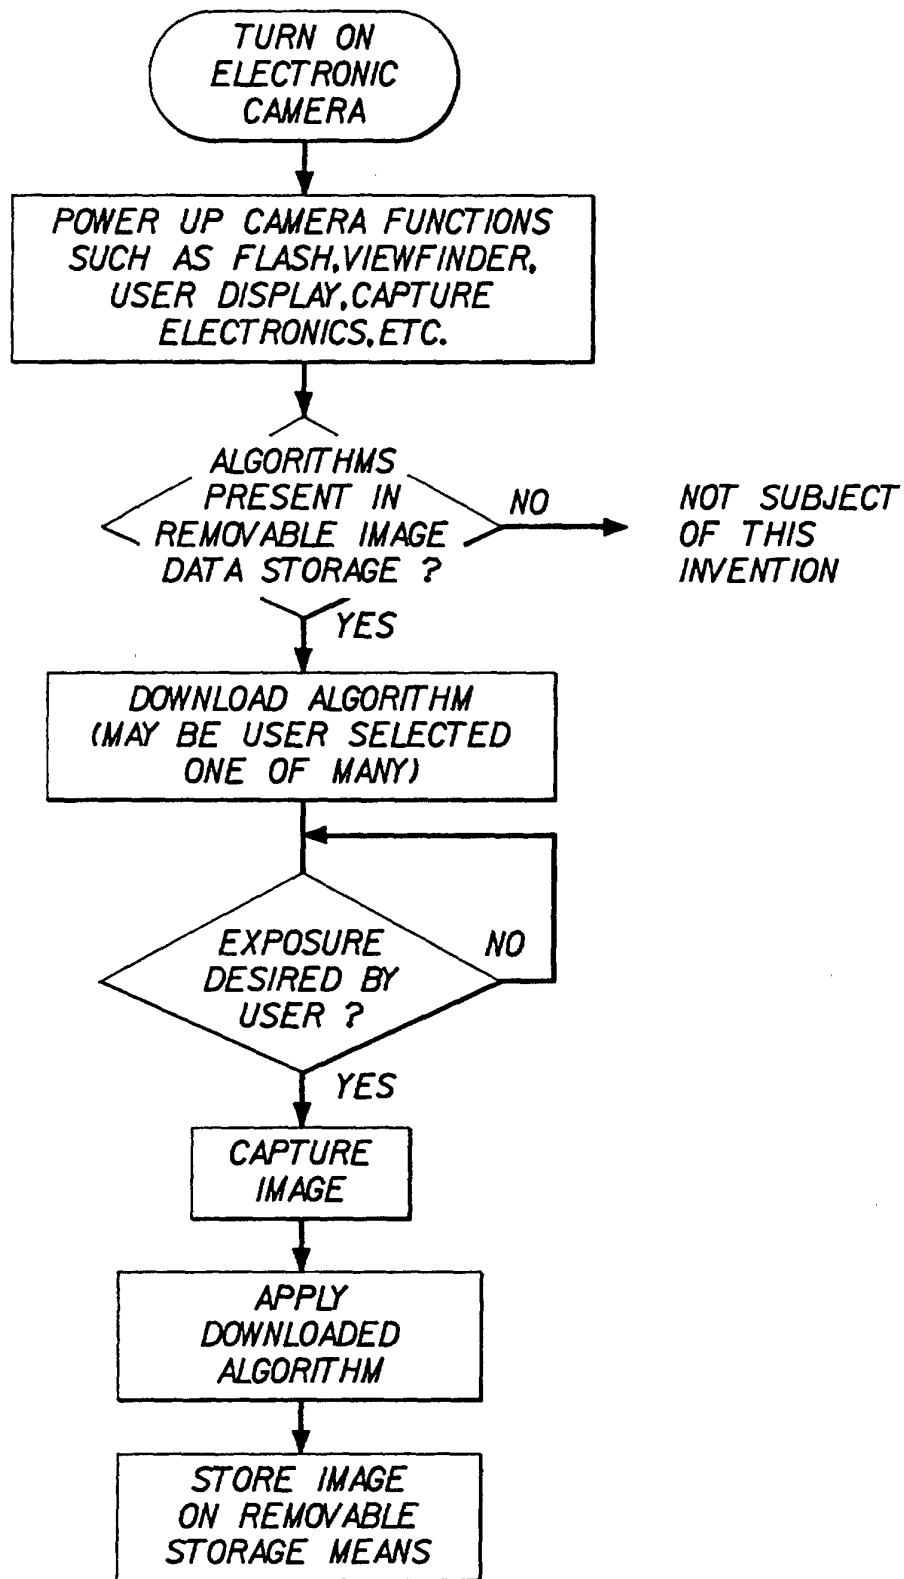 TURN ON
ELECTRONIC
CAMERA
POWER UP CAMERA FUNCTIONS
SUCH AS FLASH,VIEWFINDER,
USER DISPLAY,CAPTURE
ELECTRONICS,ETC.
ALGORITHMS
PRESENT IN
REMOVABLE IMAGE
DATA STORAGE ?
NO
NOT SUBJECT
OF THIS
INVENTION
YES
DOWNLOAD ALGORITHM
(MAY BE USER SELECTED
ONE OF MANY)
EXPOSURE
DESIRED BY
USER ?
NO
YES
CAPTURE
IMAGE
APPLY
DOWNLOADED
ALGORITHM
STORE IMAGE
ON REMOVABLE
STORAGE MEANS